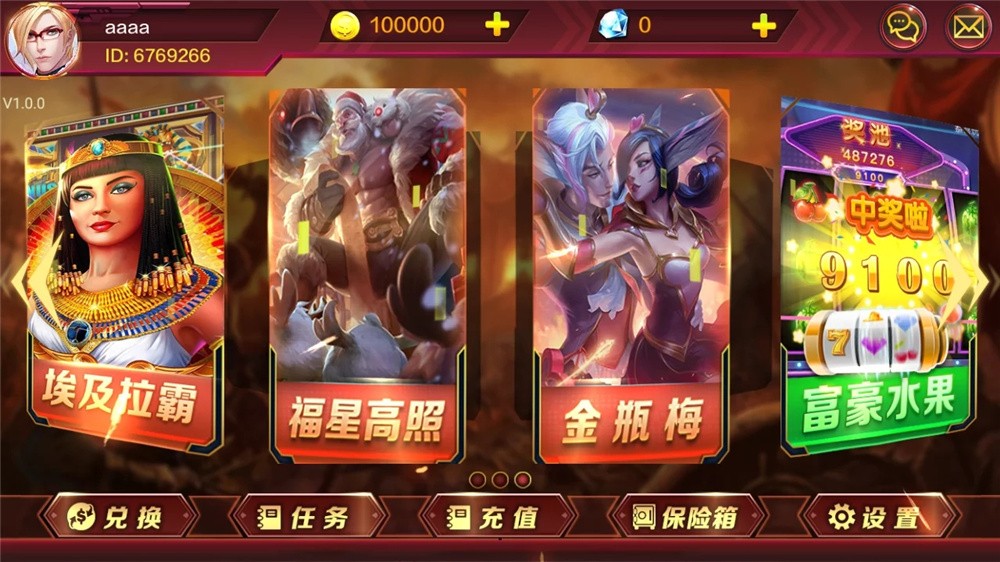 aaaa
100000
0
ID: 6769266
V1.0.0
奖池
487276
9100
中奖啦
9100
7
埃及拉霸
福星高照
金瓶梅
富豪水果
兑换
任务
充值
保险箱
设置